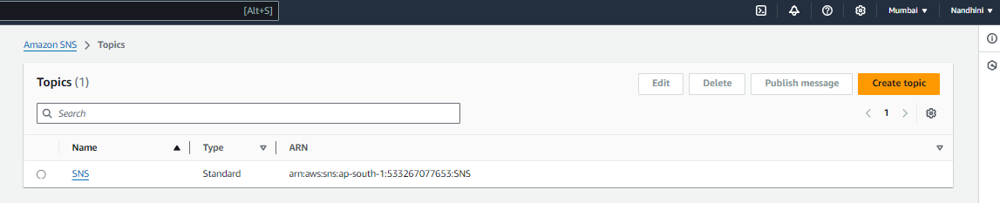 [Alt+S] Mumbai Nandhini
Amazon SNS Topics
Topics (1) Edit Delete Publish message Create topic
Search 1
Name Type ARN
SNS Standard arn:aws:sns:ap-south-1:533267077653:SNS